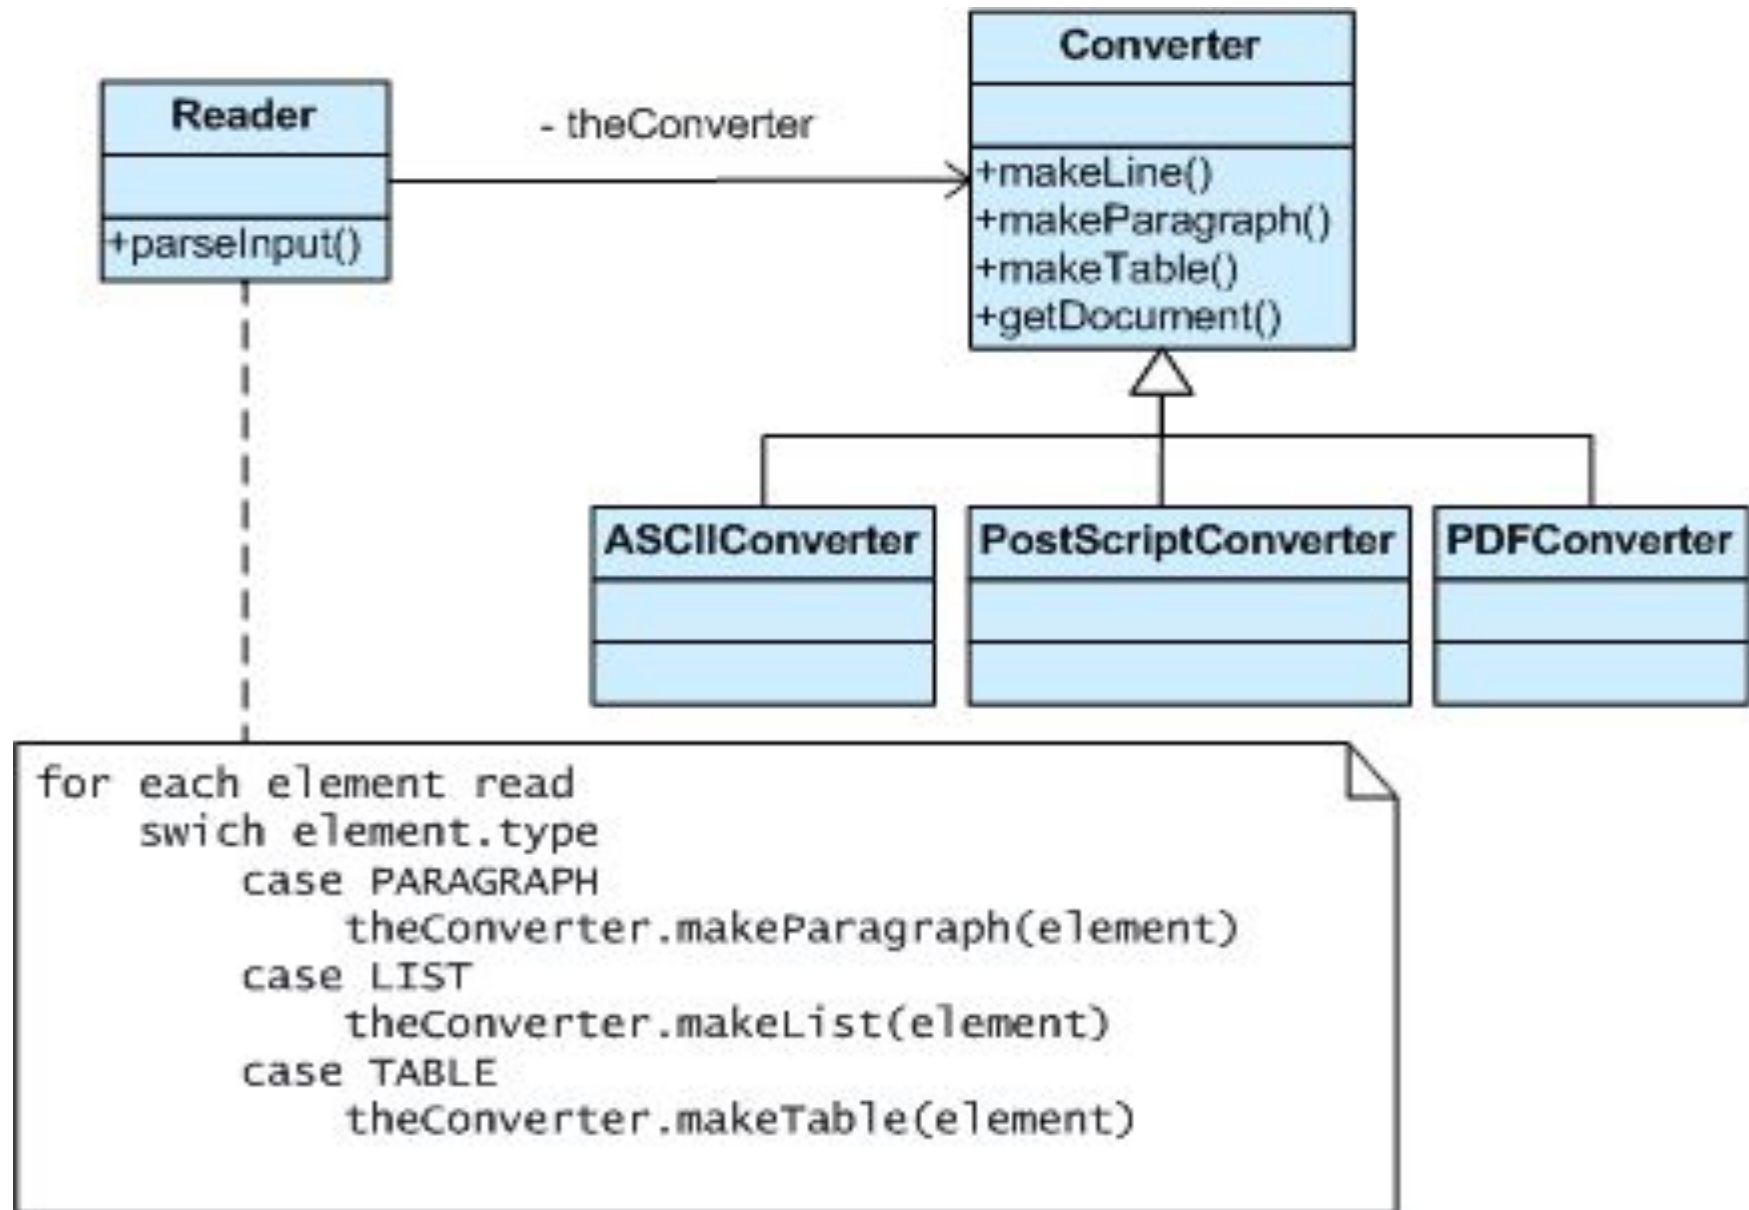 Reader
+parseInput()
- theConverter
Converter
+makeLine()
+makeParagraph()
+makeTable()
+getDocument()
ASCIIConverter
PostScriptConverter
PDFConverter
for each element read
swich element.type
case PARAGRAPH
theConverter.makeParagraph(element)
case LIST
theConverter.makeList(element)
case TABLE
theConverter.makeTable(element)